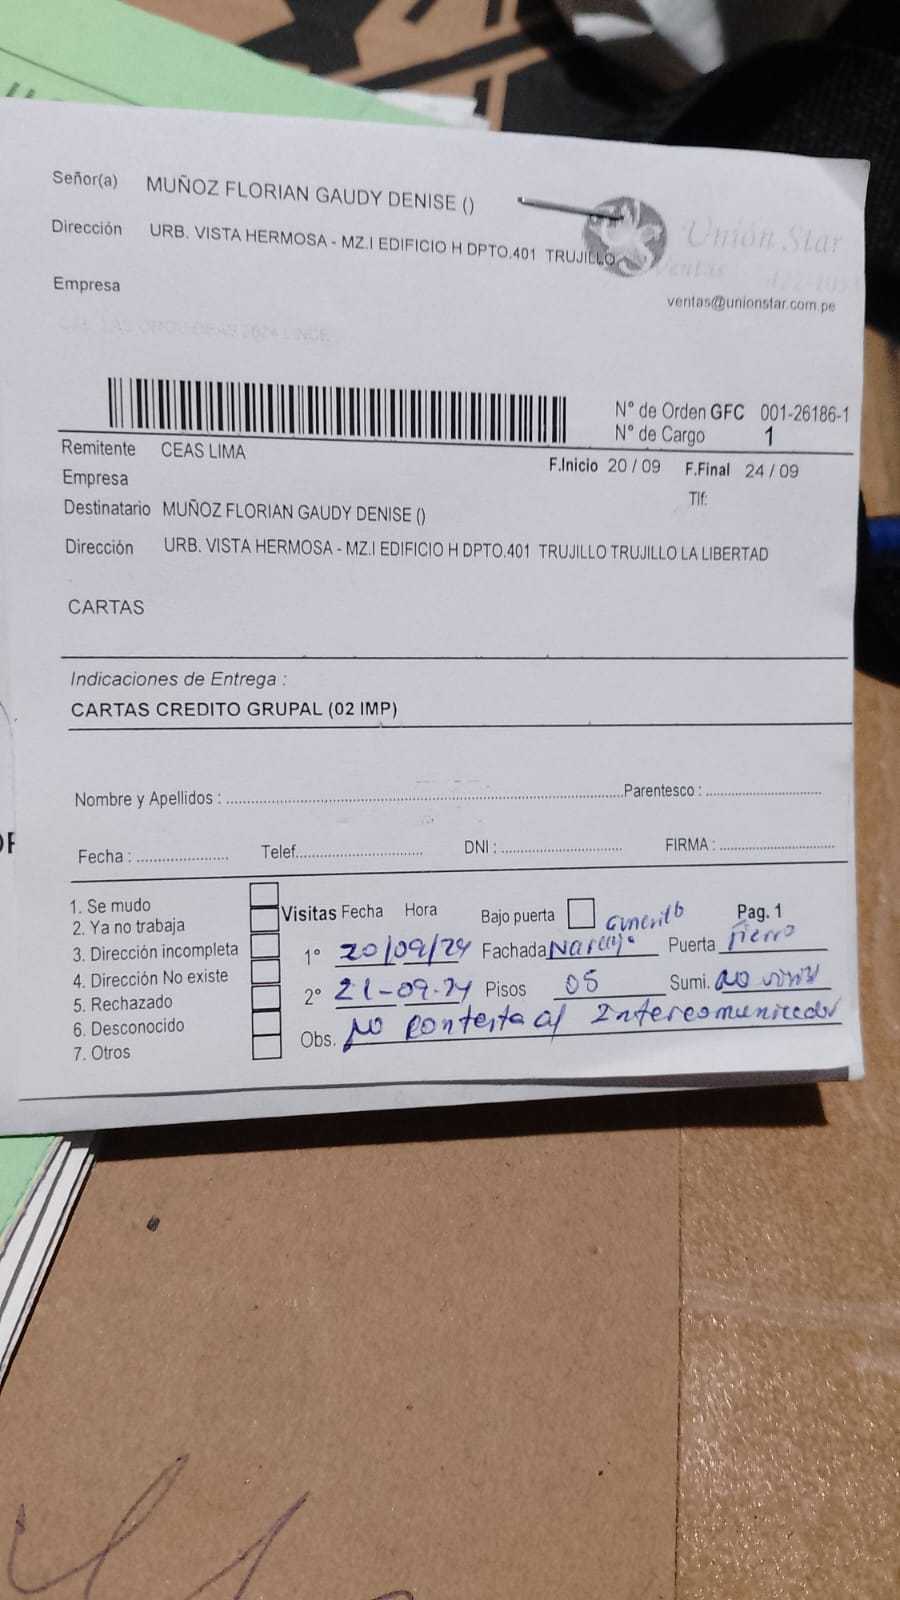 Señor(a) MUÑOZ FLORIAN GAUDY DENISE ()
Dirección URB. VISTA HERMOSA - MZ.I EDIFICIO H DPTO.401 TRUJILLO
Unión Star
Ventas
Empresa
ventas@unionstar.com.pe
N° de Orden GFC 001-26186-1
N° de Cargo 1
Remitente CEAS LIMA
F.Inicio 20 / 09 F.Final 24 / 09
Empresa
Tlf:
Destinatario MUÑOZ FLORIAN GAUDY DENISE ()
Dirección URB. VISTA HERMOSA - MZ.I EDIFICIO H DPTO.401 TRUJILLO TRUJILLO LA LIBERTAD
CARTAS
Indicaciones de Entrega :
CARTAS CREDITO GRUPAL (02 IMP)
Nombre y Apellidos : Parentesco :
Fecha : Telef. DNI : FIRMA :
1. Se mudo
2. Ya no trabaja
3. Dirección incompleta
4. Dirección No existe
5. Rechazado
6. Desconocido
7. Otros
Visitas Fecha Hora Bajo puerta Pag. 1
1° 20/09/24 Fachada Puerta fierro
2° 21-09-24 Pisos 05 Sumi. no
Obs. No contesta al Intercomunicador